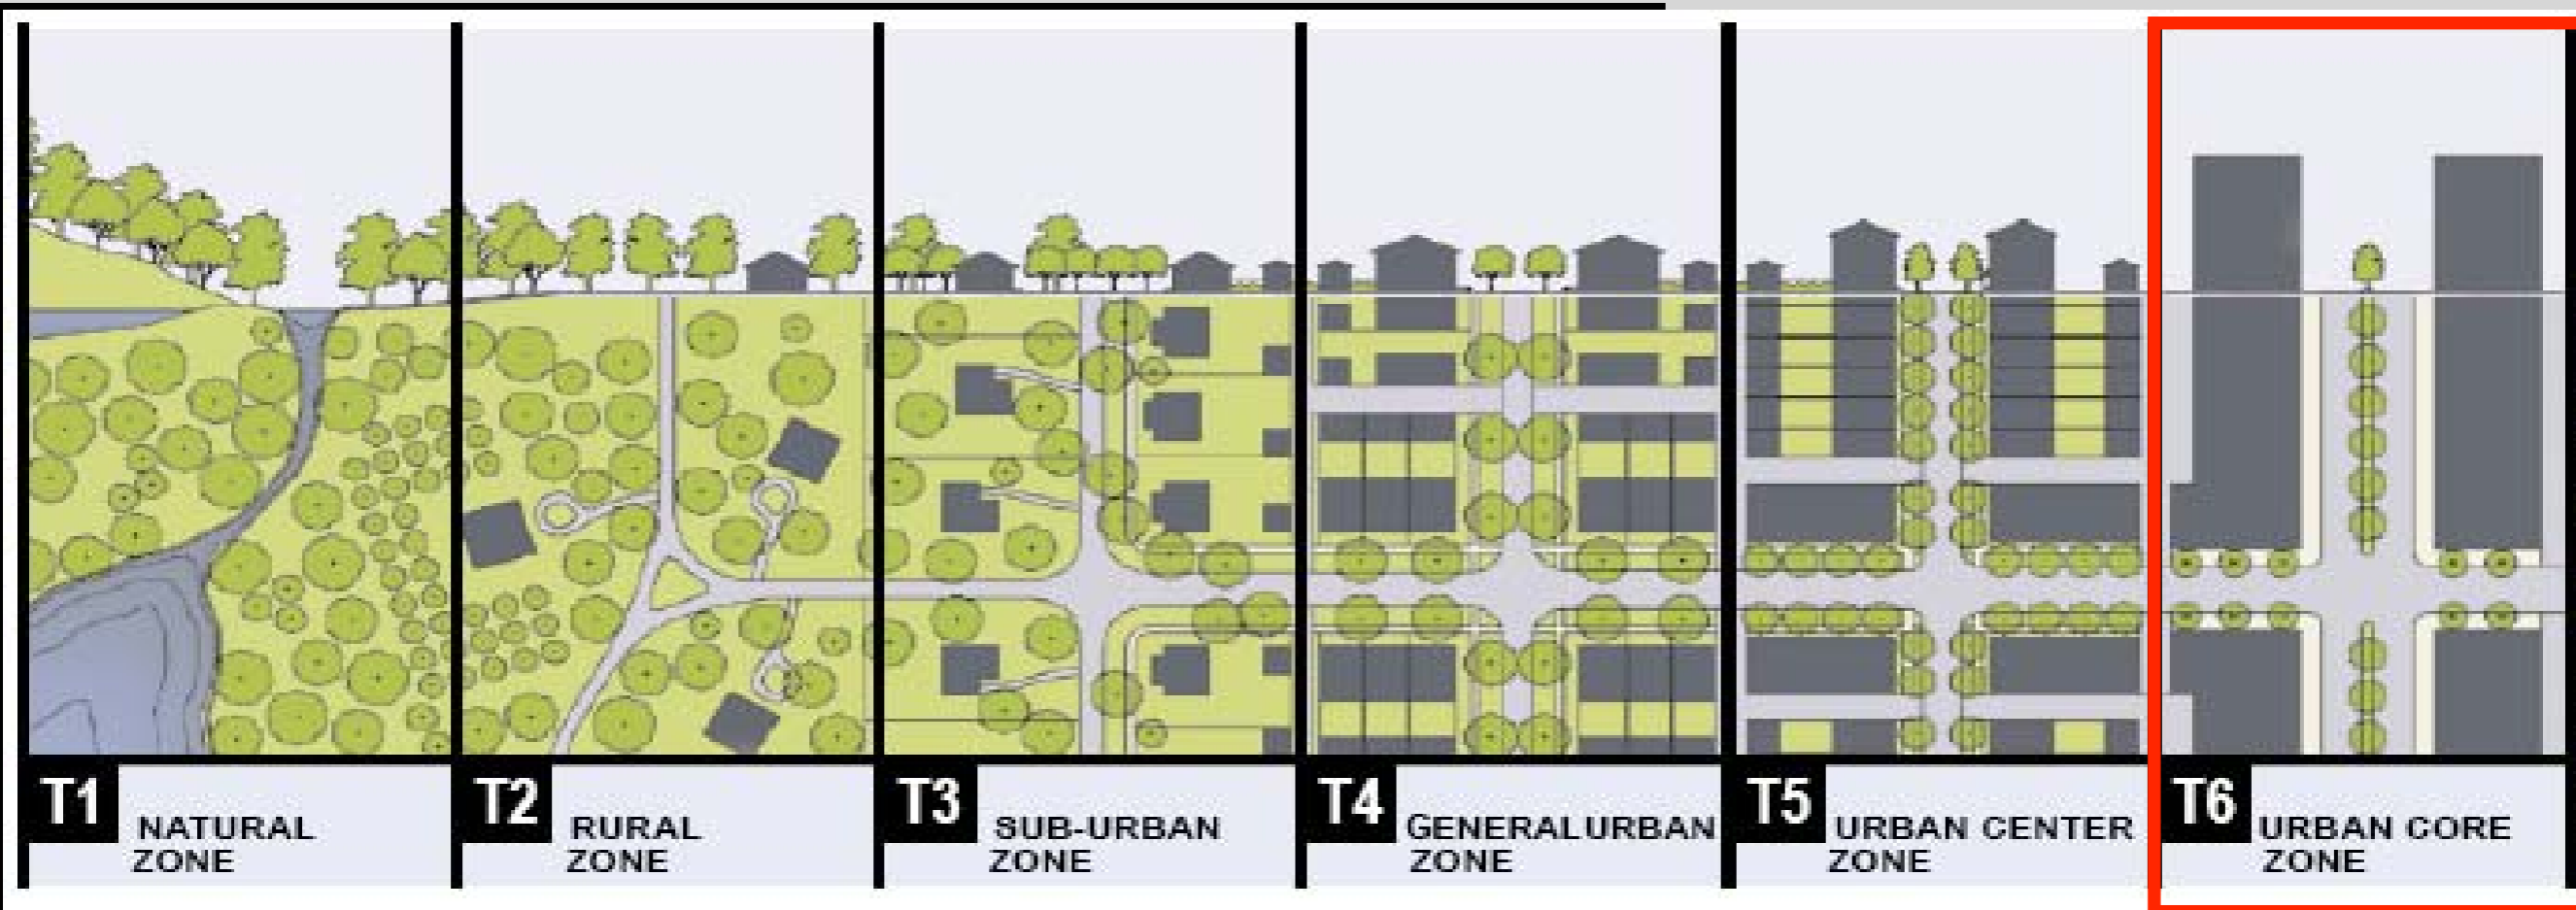 T1 NATURAL
ZONE
T2 RURAL
ZONE
T3 SUB-URBAN
ZONE
T4 GENERAL URBAN
ZONE
T5 URBAN CENTER
ZONE
T6 URBAN CORE
ZONE